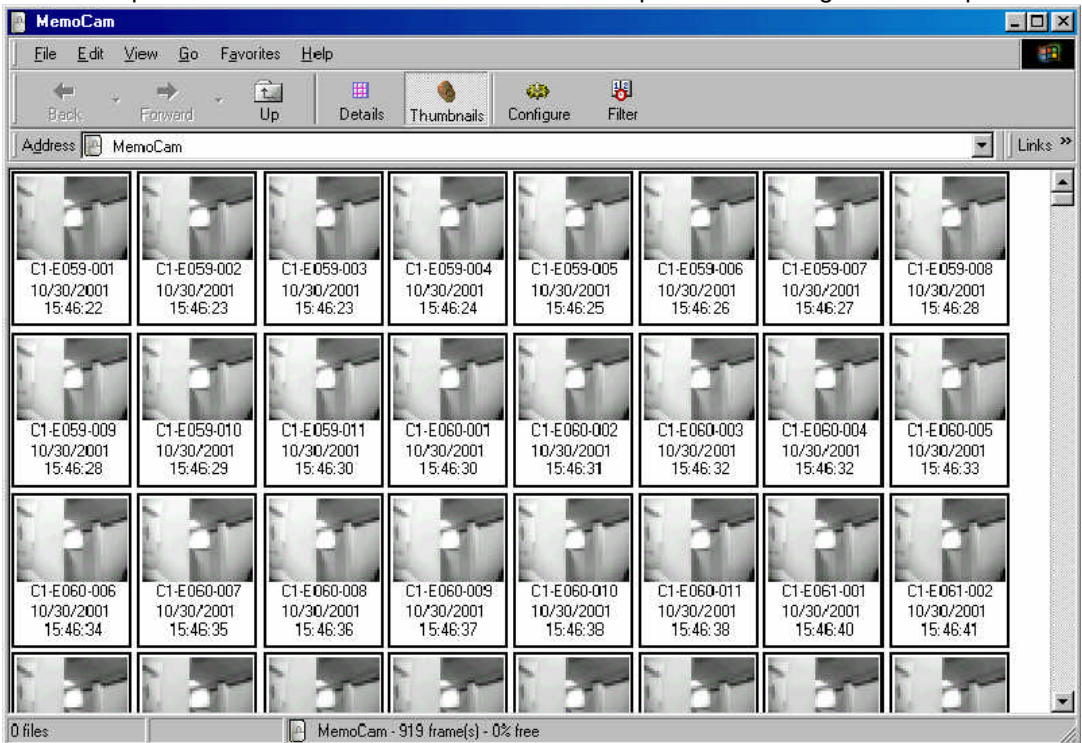 MemoCam
File Edit View Go Favorites Help
Back Forward Up Details Thumbnails Configure Filter
Address MemoCam Links »
C1-E059-001 C1-E059-002 C1-E059-003 C1-E059-004 C1-E059-005 C1-E059-006 C1-E059-007 C1-E059-008
10/30/2001 10/30/2001 10/30/2001 10/30/2001 10/30/2001 10/30/2001 10/30/2001 10/30/2001
15:46:22 15:46:23 15:46:23 15:46:24 15:46:25 15:46:26 15:46:27 15:46:28
C1-E059-009 C1-E059-010 C1-E059-011 C1-E060-001 C1-E060-002 C1-E060-003 C1-E060-004 C1-E060-005
10/30/2001 10/30/2001 10/30/2001 10/30/2001 10/30/2001 10/30/2001 10/30/2001 10/30/2001
15:46:28 15:46:29 15:46:30 15:46:30 15:46:31 15:46:32 15:46:32 15:46:33
C1-E060-006 C1-E060-007 C1-E060-008 C1-E060-009 C1-E060-010 C1-E060-011 C1-E061-001 C1-E061-002
10/30/2001 10/30/2001 10/30/2001 10/30/2001 10/30/2001 10/30/2001 10/30/2001 10/30/2001
15:46:34 15:46:35 15:46:36 15:46:37 15:46:38 15:46:38 15:46:40 15:46:41
0 files MemoCam - 919 frame(s) - 0% free